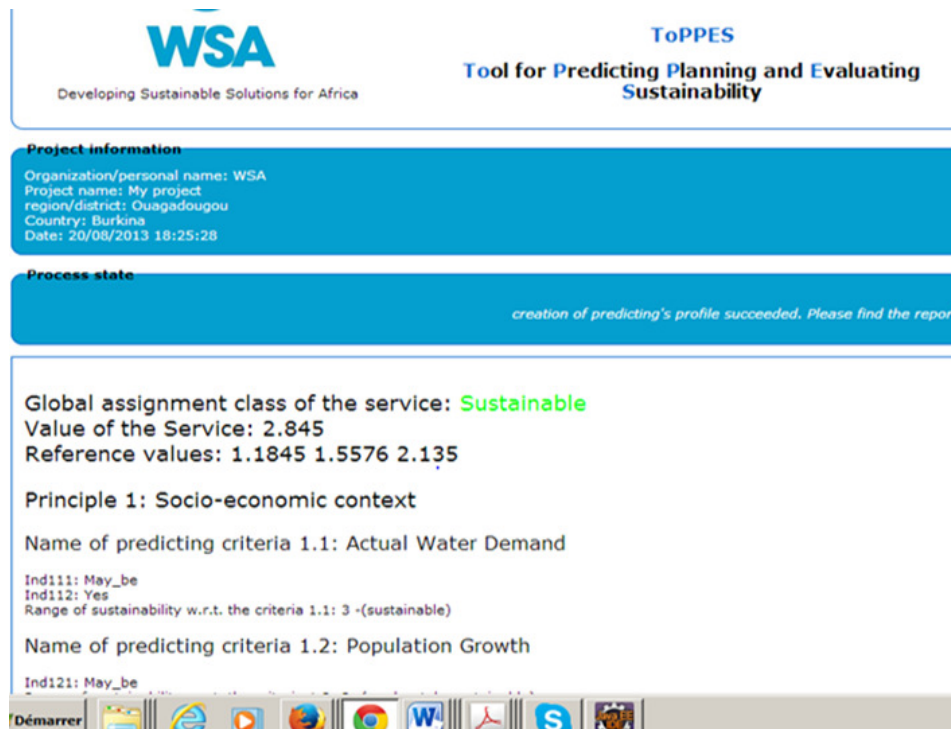 WSA
Developing Sustainable Solutions for Africa
ToPPES
Tool for Predicting Planning and Evaluating
Sustainability
Project information
Organization/personal name: WSA
Project name: My project
region/district: Ouagadougou
Country: Burkina
Date: 20/08/2013 18:25:28
Process state
creation of predicting's profile succeeded. Please find the repor
Global assignment class of the service: Sustainable
Value of the Service: 2.845
Reference values: 1.1845 1.5576 2.135
Principle 1: Socio-economic context
Name of predicting criteria 1.1: Actual Water Demand
Ind111: May_be
Ind112: Yes
Range of sustainability w.r.t. the criteria 1.1: 3 -(sustainable)
Name of predicting criteria 1.2: Population Growth
Ind121: May_be
Démarrer